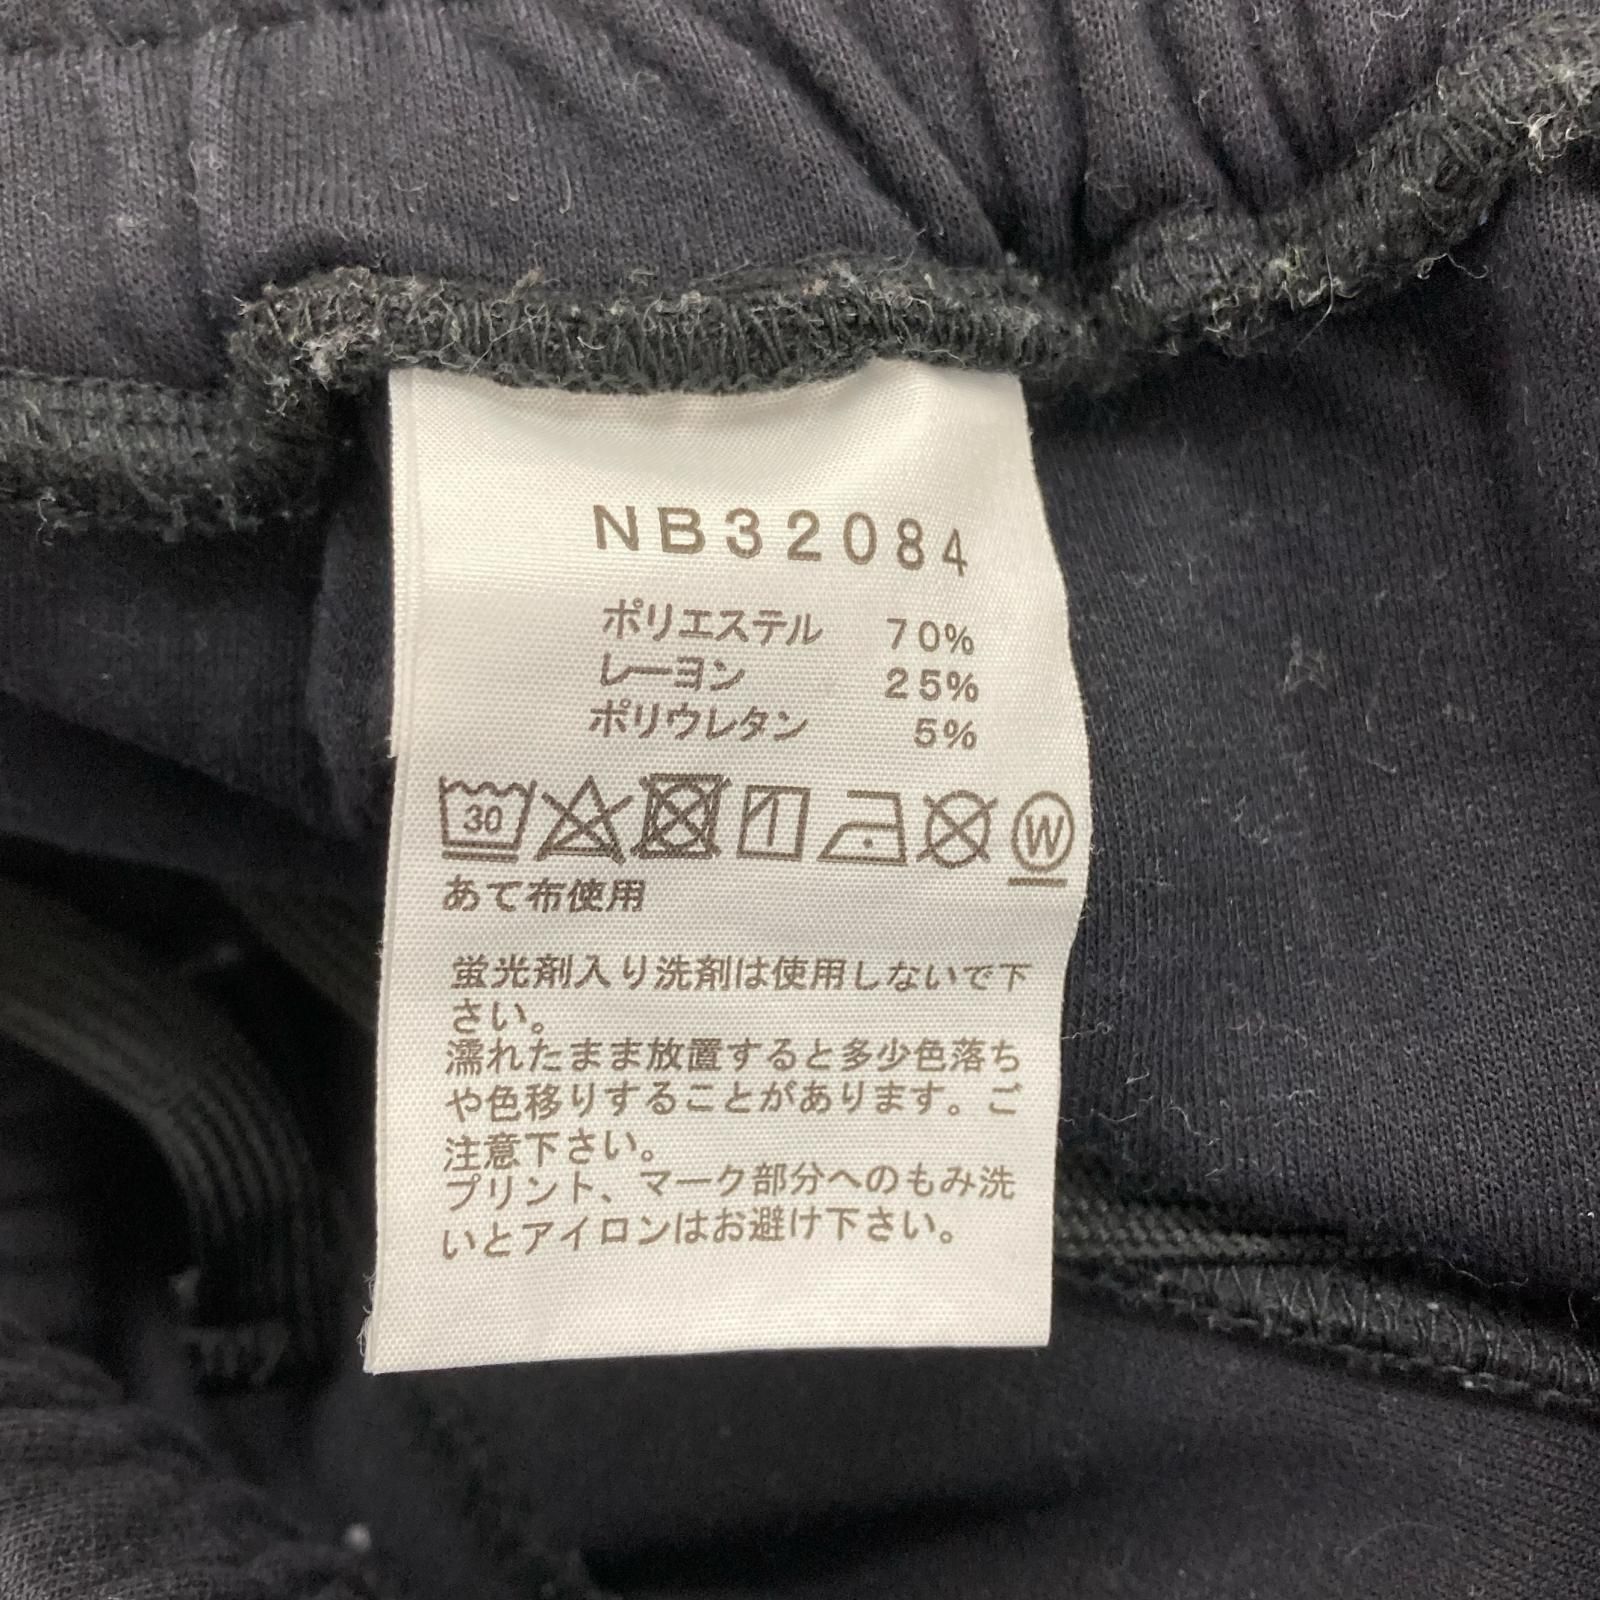 NB32084
ポリエステル 70%
レーヨン 25%
ポリウレタン 5%
30 W
あて布使用
蛍光剤入り洗剤は使用しないで下
さい。
濡れたまま放置すると多少色落ち
や色移りすることがあります。ご
注意下さい。
プリント、マーク部分へのもみ洗
いとアイロンはお避け下さい。